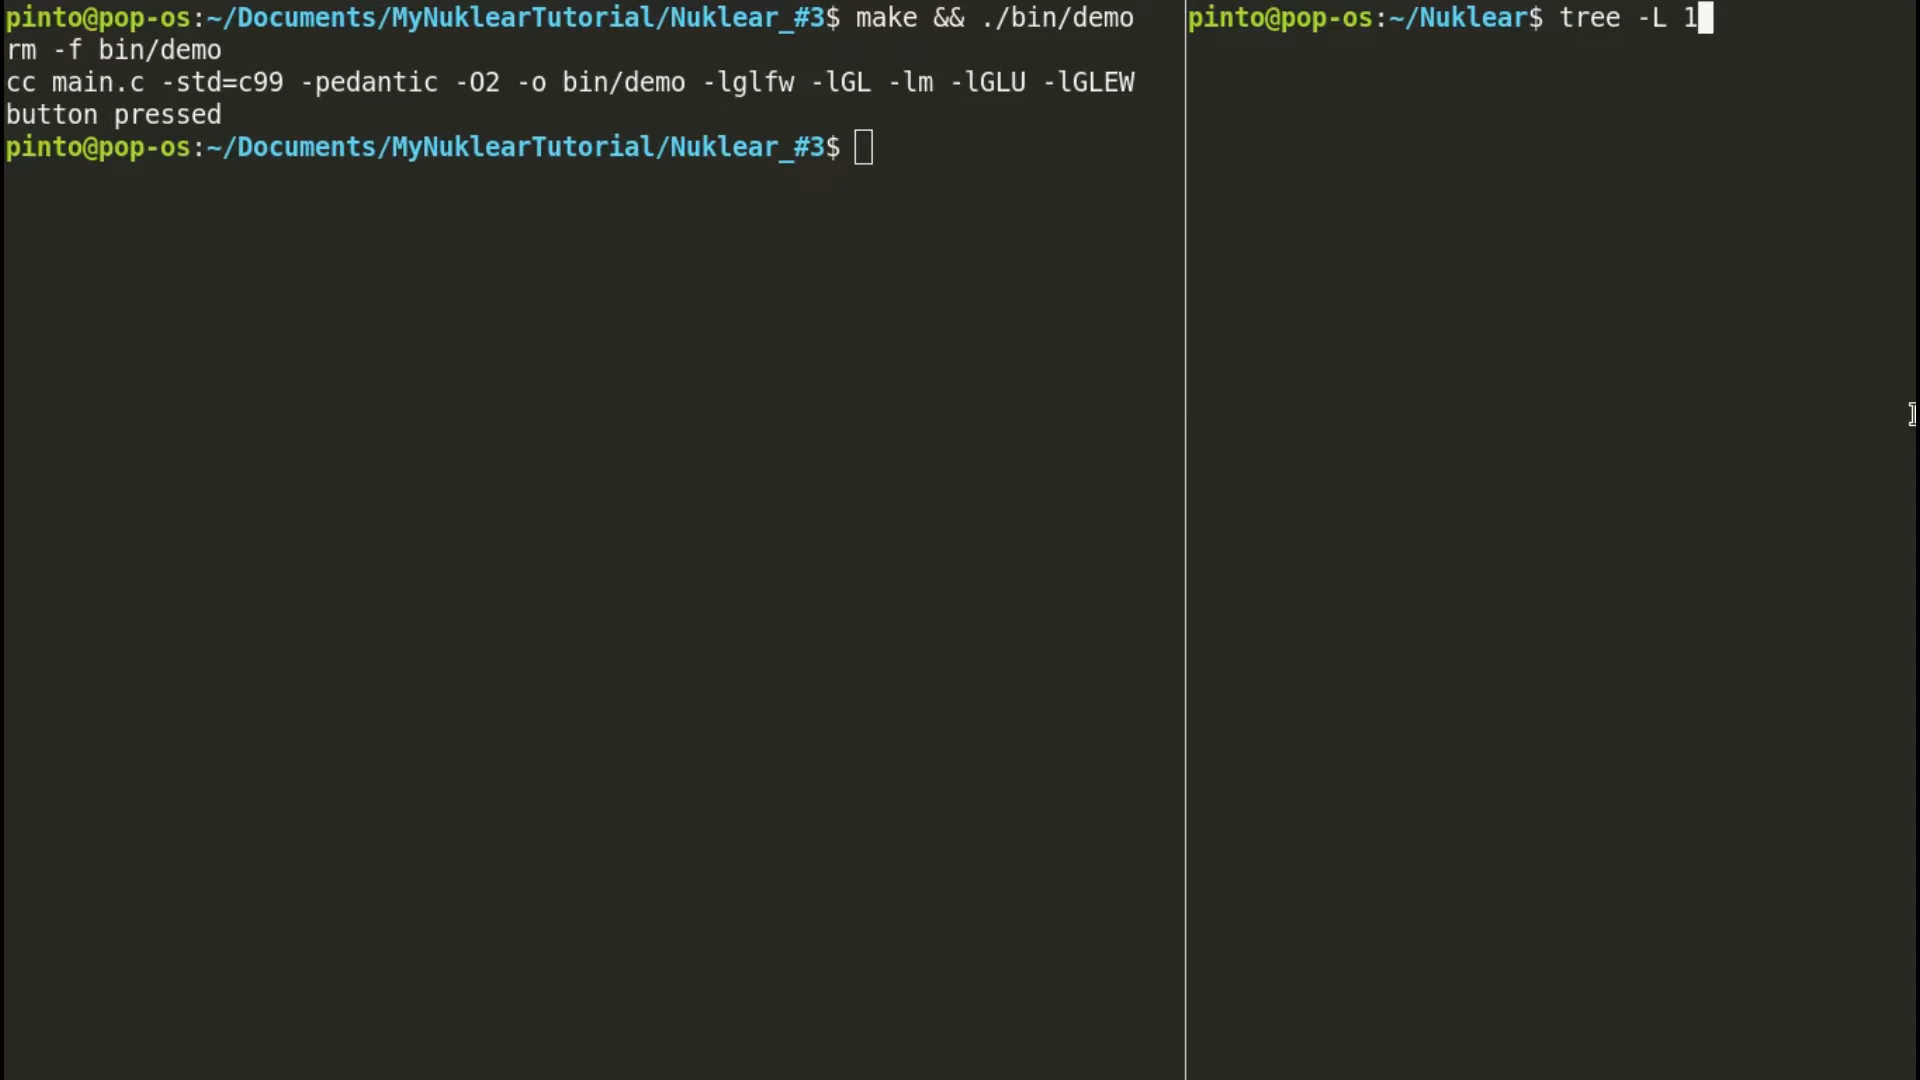 pinto@pop-os:~/Documents/MyNuklearTutorial/Nuklear_#3$ make && ./bin/demo
rm -f bin/demo
cc main.c -std=c99 -pedantic -O2 -o bin/demo -lglfw -lGL -lm -lGLU -lGLEW
button pressed
pinto@pop-os:~/Documents/MyNuklearTutorial/Nuklear_#3$
pinto@pop-os:~/Nuklear$ tree -L 1